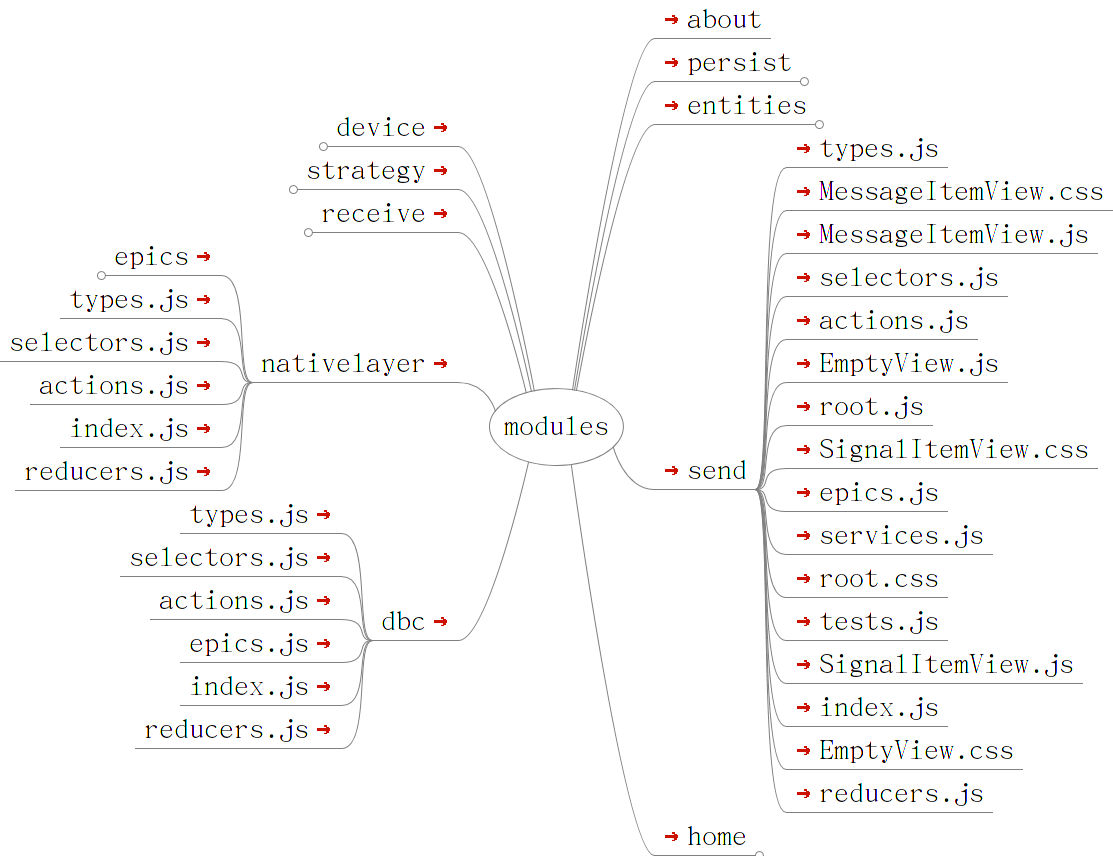 about
persist
entities
device
strategy
receive
epics
types.js
selectors.js
actions.js
index.js
reducers.js
nativelayer
types.js
selectors.js
actions.js
epics.js
index.js
reducers.js
dbc
modules
send
types.js
MessageItemView.css
MessageItemView.js
selectors.js
actions.js
EmptyView.js
root.js
SignalItemView.css
epics.js
services.js
root.css
tests.js
SignalItemView.js
index.js
EmptyView.css
reducers.js
home